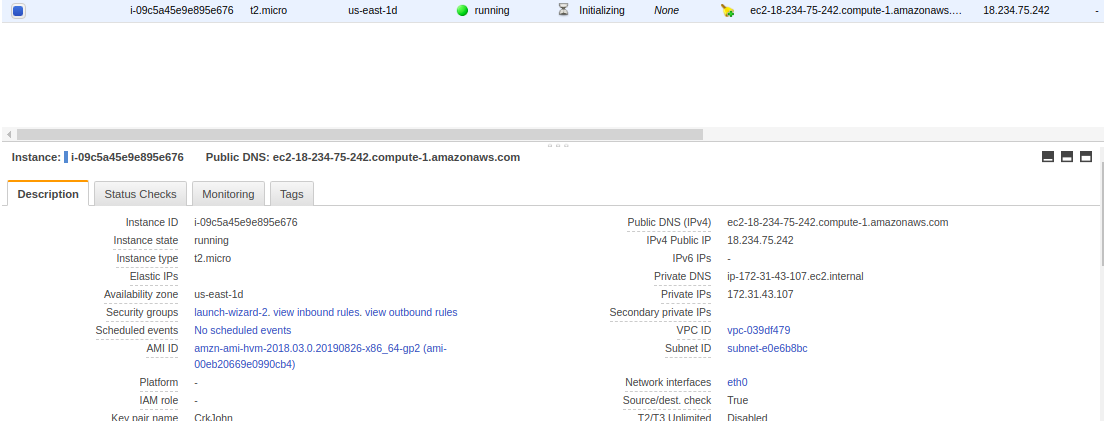 i-09c5a45e9e895e676 t2.micro us-east-1d running Initializing None ec2-18-234-75-242.compute-1.amazonaws.… 18.234.75.242 -
Instance: i-09c5a45e9e895e676 Public DNS: ec2-18-234-75-242.compute-1.amazonaws.com
Description Status Checks Monitoring Tags
Instance ID i-09c5a45e9e895e676 Public DNS (IPv4) ec2-18-234-75-242.compute-1.amazonaws.com
Instance state running IPv4 Public IP 18.234.75.242
Instance type t2.micro IPv6 IPs -
Elastic IPs Private DNS ip-172-31-43-107.ec2.internal
Availability zone us-east-1d Private IPs 172.31.43.107
Security groups launch-wizard-2. view inbound rules. view outbound rules Secondary private IPs
Scheduled events No scheduled events VPC ID vpc-039df479
AMI ID amzn-ami-hvm-2018.03.0.20190826-x86_64-gp2 (ami- Subnet ID subnet-e0e6b8bc
00eb20669e0990cb4)
Platform - Network interfaces eth0
IAM role - Source/dest. check True
Key pair name CrkJohn T2/T3 Unlimited Disabled